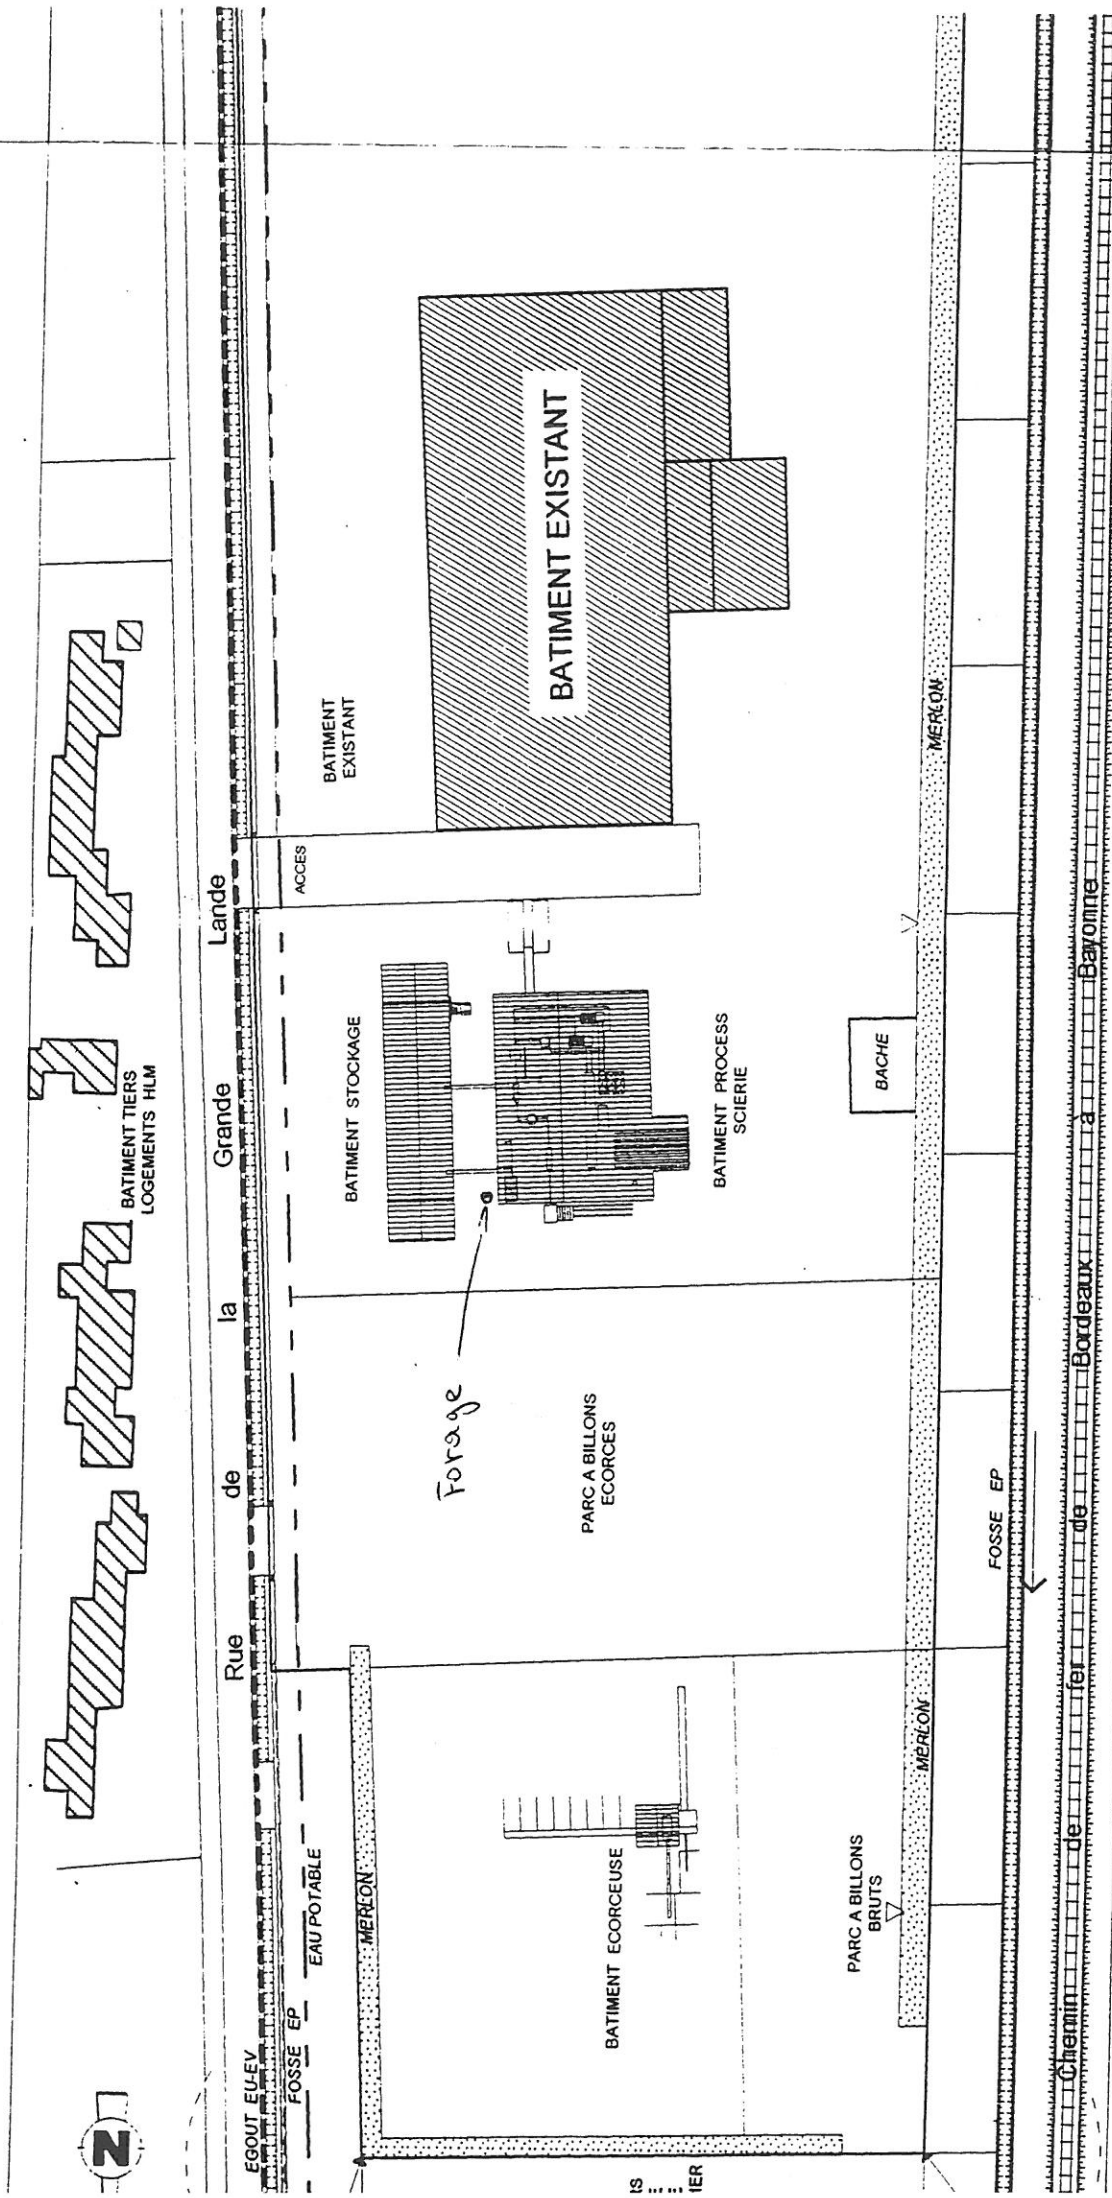 Rue de la Grande Lande
BATIMENT TIERS
LOGEMENTS HLM
EGOUT EU-EV
FOSSE EP
EAU POTABLE
MERLON
ACCES
BATIMENT
EXISTANT
BATIMENT EXISTANT
BATIMENT STOCKAGE
BATIMENT PROCESS
SCIERIE
Forage
PARC A BILLONS
ECORCES
BATIMENT ECORCEUSE
PARC A BILLONS
BRUTS
BACHE
MERLON
MERLON
FOSSE EP
Chemin de fer de Bordeaux à Bayonne
N
IER